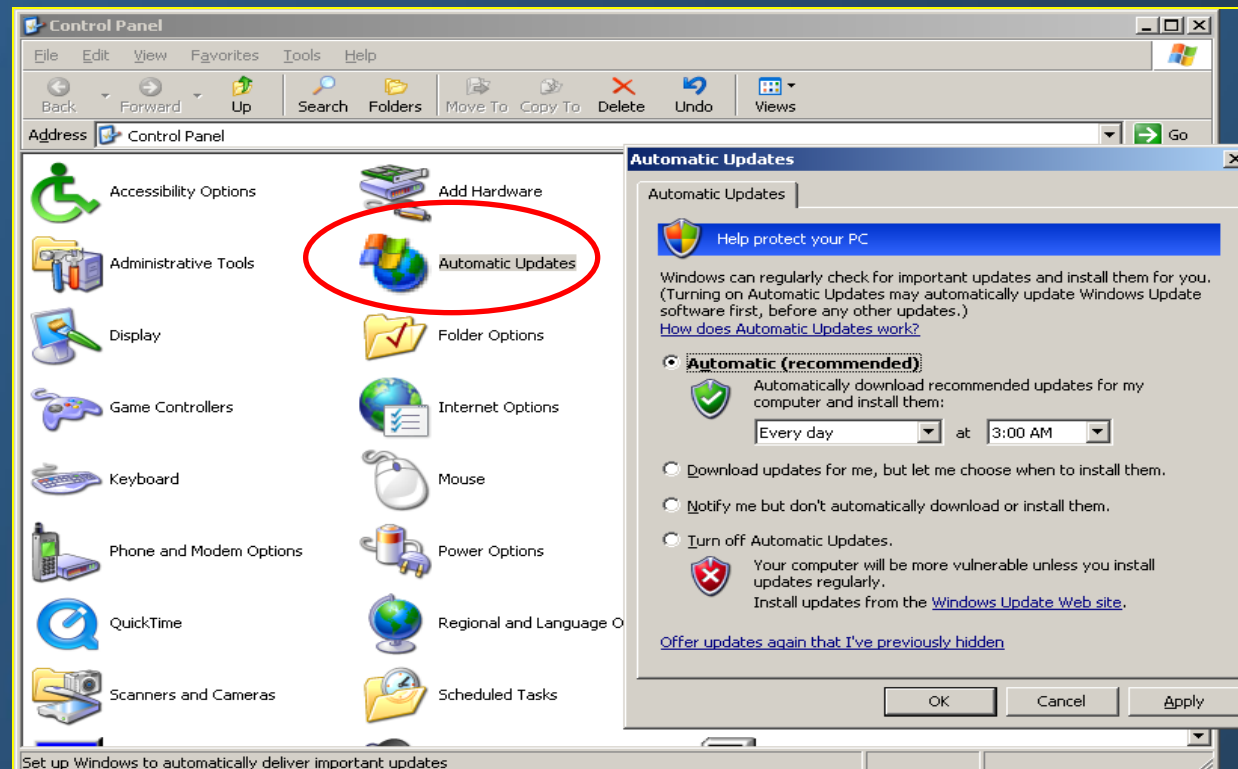 Control Panel
File Edit View Favorites Tools Help
Back Forward Up Search Folders Move To Copy To Delete Undo Views
Address Control Panel Go
Accessibility Options
Add Hardware
Administrative Tools
Automatic Updates
Display
Folder Options
Game Controllers
Internet Options
Keyboard
Mouse
Phone and Modem Options
Power Options
QuickTime
Regional and Language O
Scanners and Cameras
Scheduled Tasks
Set up Windows to automatically deliver important updates
Automatic Updates
Automatic Updates
Help protect your PC
Windows can regularly check for important updates and install them for you.
(Turning on Automatic Updates may automatically update Windows Update
software first, before any other updates.)
How does Automatic Updates work?
Automatic (recommended)
Automatically download recommended updates for my
computer and install them:
Every day at 3:00 AM
Download updates for me, but let me choose when to install them.
Notify me but don't automatically download or install them.
Turn off Automatic Updates.
Your computer will be more vulnerable unless you install
updates regularly.
Install updates from the Windows Update Web site.
Offer updates again that I've previously hidden
OK Cancel Apply